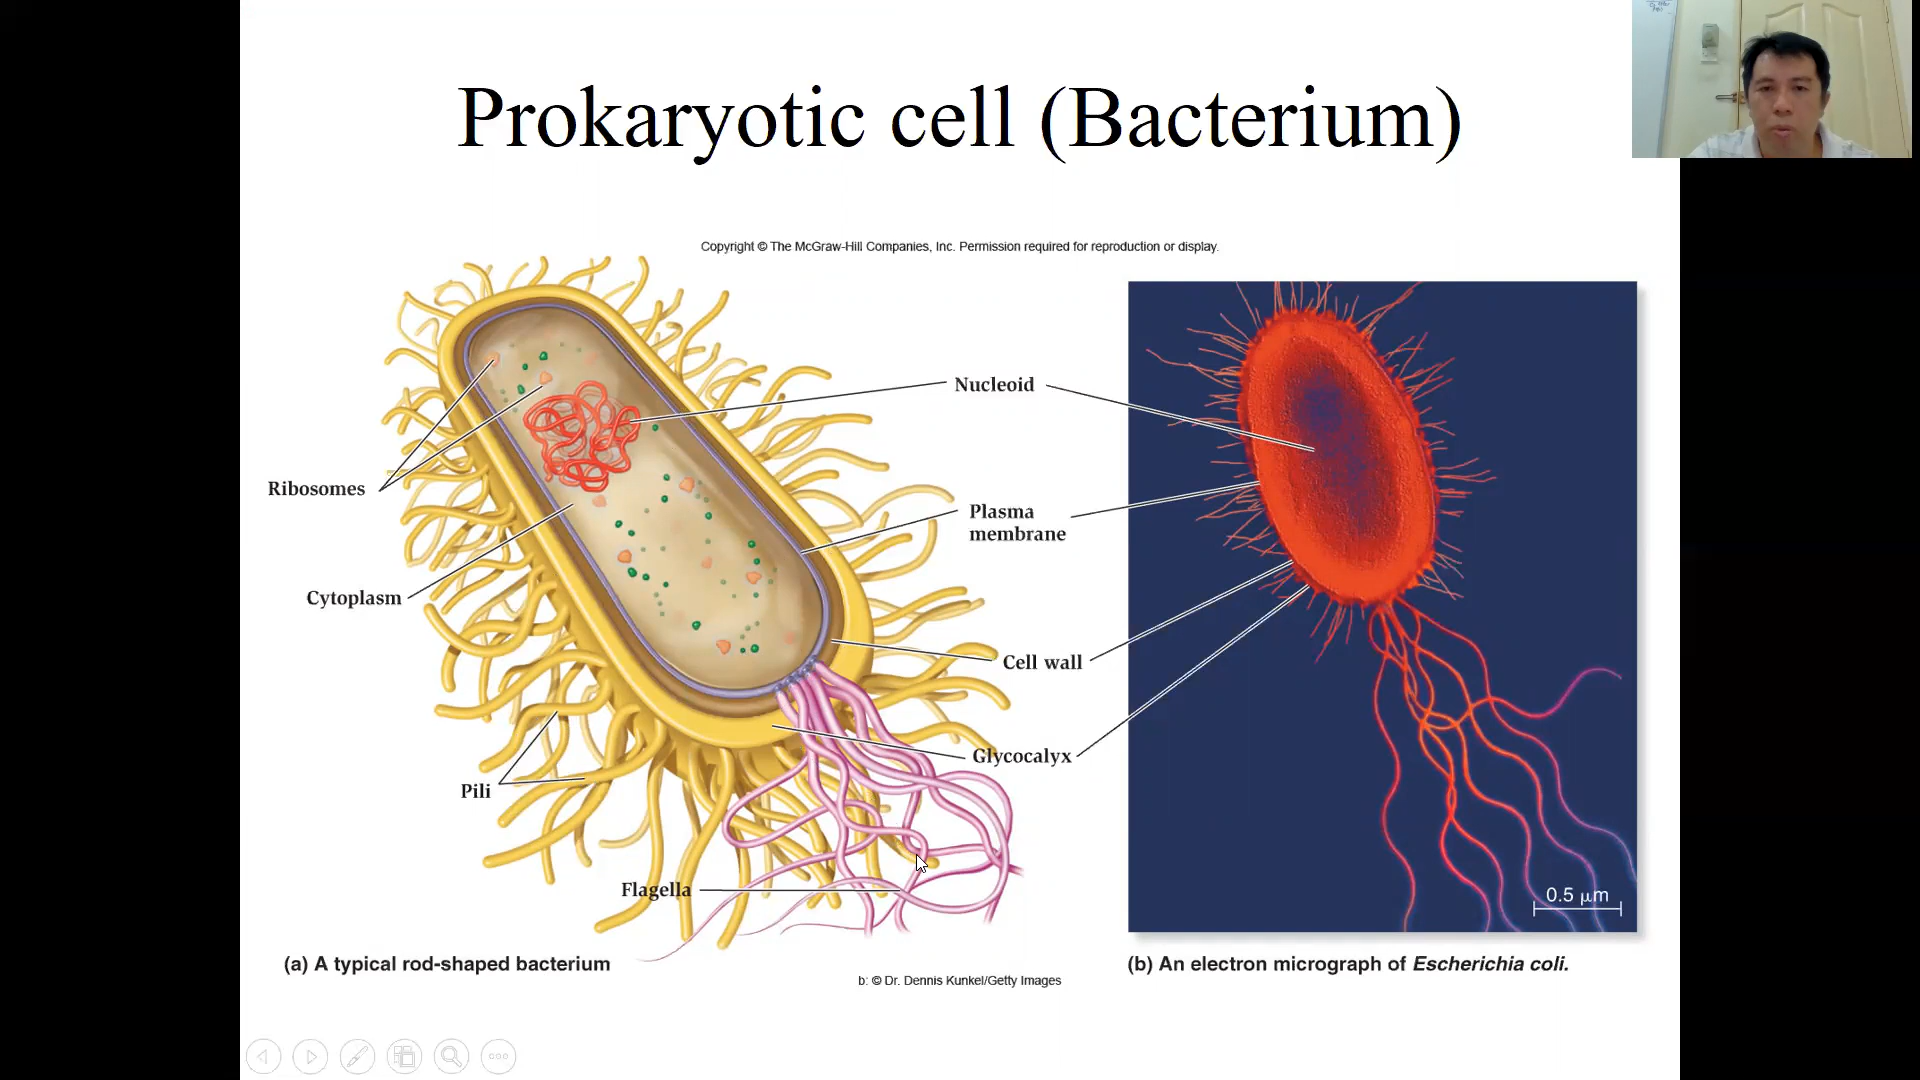 Prokaryotic cell (Bacterium)
Copyright © The McGraw-Hill Companies, Inc. Permission required for reproduction or display.
Nucleoid
Ribosomes
Plasma
membrane
Cytoplasm
Cell wall
Glycocalyx
Pili
Flagella
0.5 µm
(a) A typical rod-shaped bacterium
(b) An electron micrograph of Escherichia coli.
b: © Dr. Dennis Kunkel/Getty Images